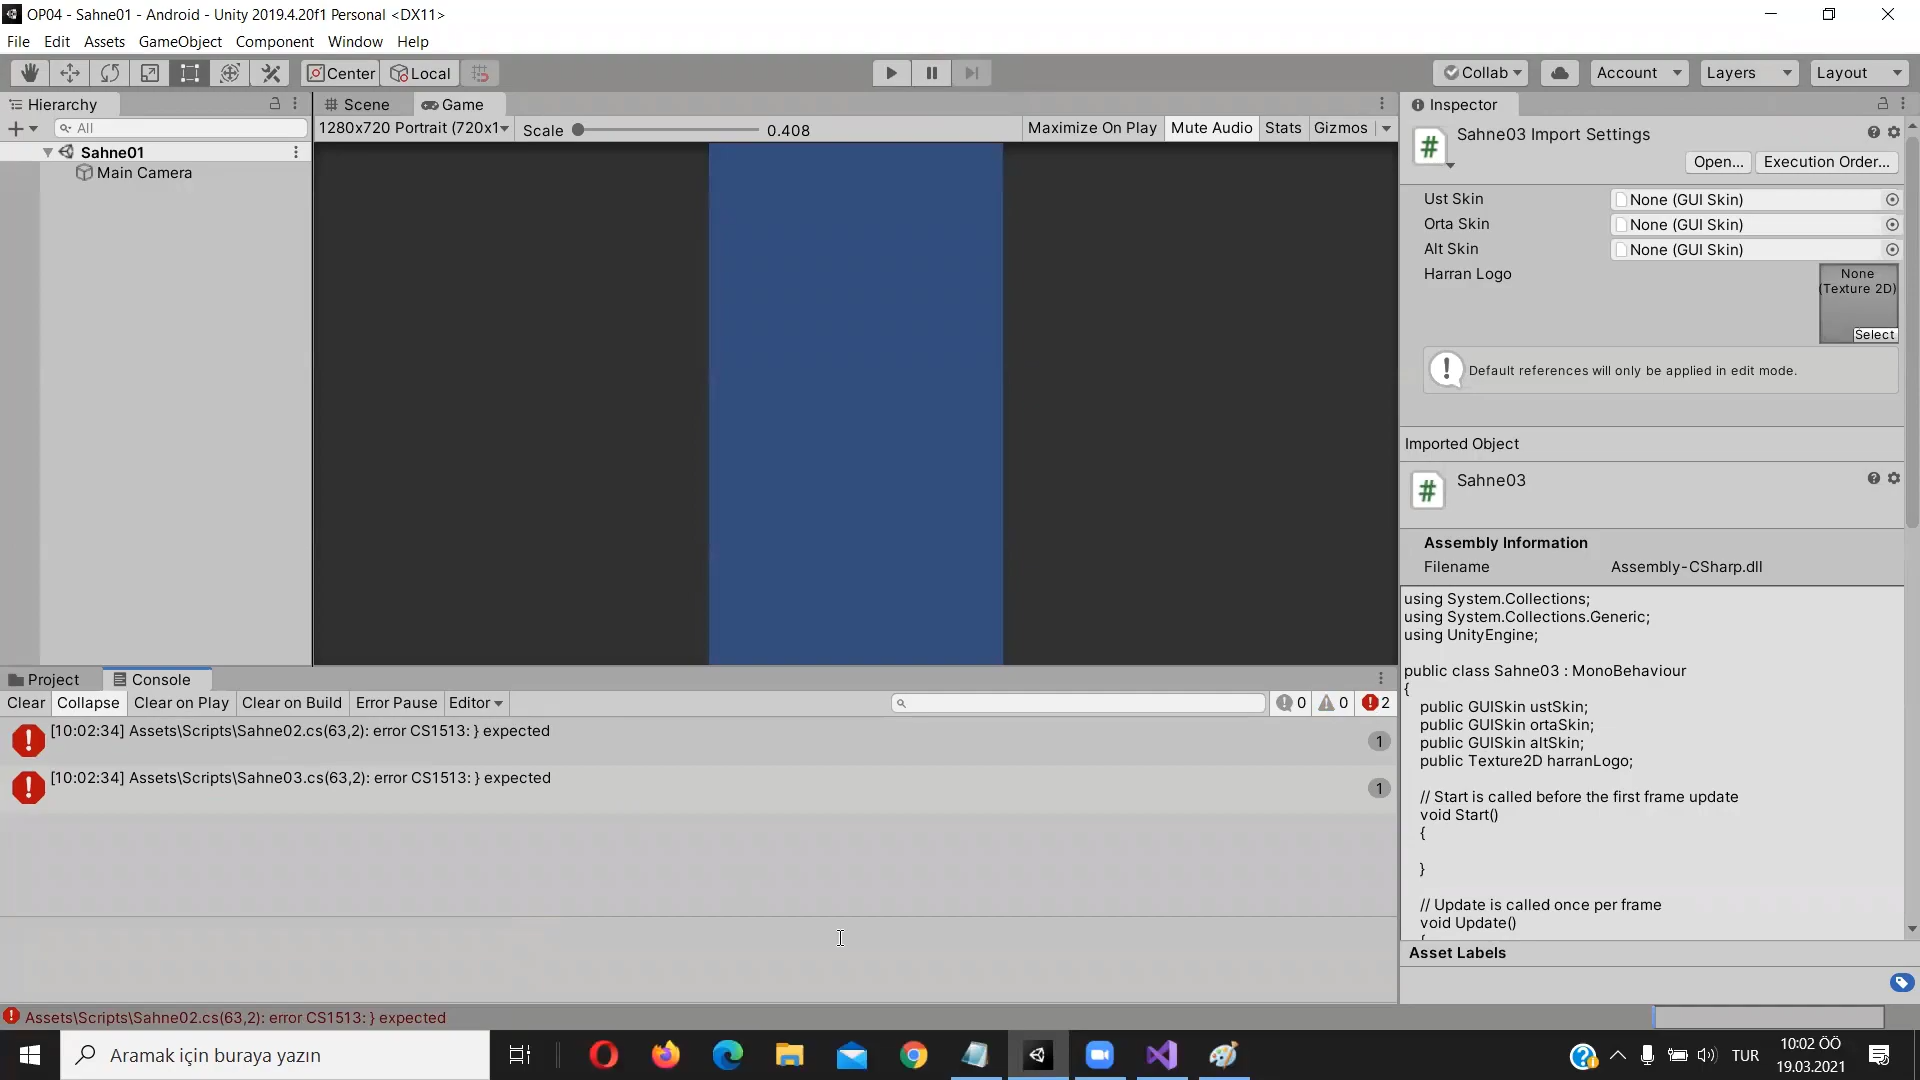 OP04 - Sahne01 - Android - Unity 2019.4.20f1 Personal <DX11>
File Edit Assets GameObject Component Window Help
Center Local Collab Account Layers Layout
Hierarchy
All
Sahne01
Main Camera
Scene Game
1280x720 Portrait (720x1 Scale 0.408 Maximize On Play Mute Audio Stats Gizmos
Inspector
Sahne03 Import Settings
Open... Execution Order...
Ust Skin None (GUI Skin)
Orta Skin None (GUI Skin)
Alt Skin None (GUI Skin)
Harran Logo None
(Texture 2D)
Select
Default references will only be applied in edit mode.
Imported Object
Sahne03
Assembly Information
Filename Assembly-CSharp.dll
using System.Collections;
using System.Collections.Generic;
using UnityEngine;
public class Sahne03 : MonoBehaviour
{
public GUISkin ustSkin;
public GUISkin ortaSkin;
public GUISkin altSkin;
public Texture2D harranLogo;
// Start is called before the first frame update
void Start()
{
}
// Update is called once per frame
void Update()
{
Asset Labels
Project Console
Clear Collapse Clear on Play Clear on Build Error Pause Editor 0 0 2
[10:02:34] Assets\Scripts\Sahne02.cs(63,2): error CS1513: } expected
1
[10:02:34] Assets\Scripts\Sahne03.cs(63,2): error CS1513: } expected
1
Assets\Scripts\Sahne02.cs(63,2): error CS1513: } expected
Aramak için buraya yazın
TUR
10:02 ÖÖ
19.03.2021